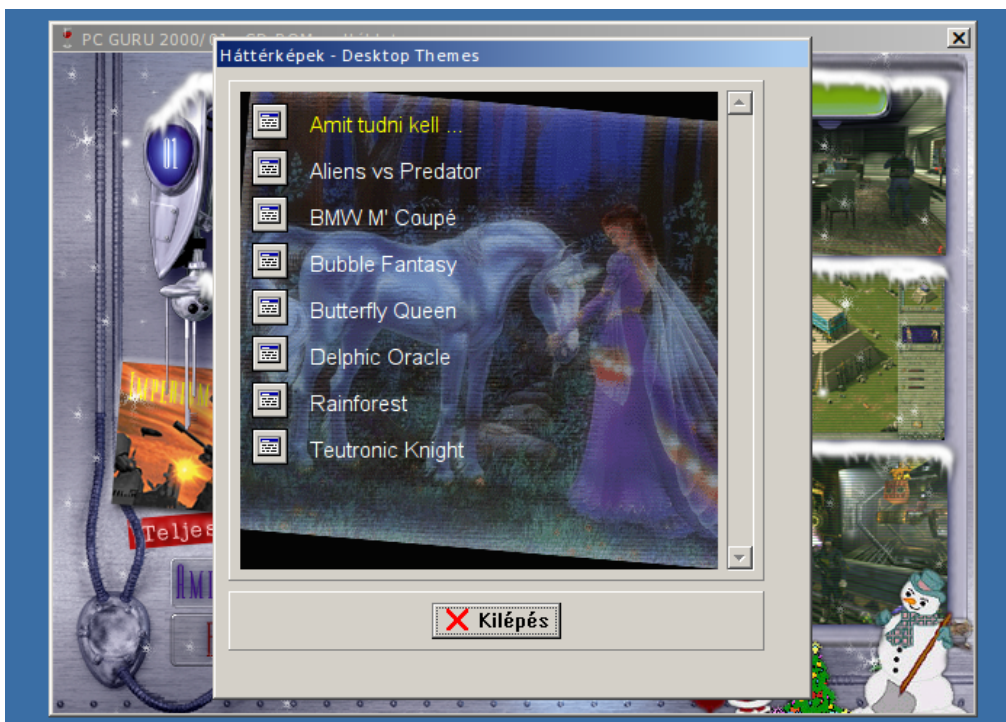 PC GURU 2000/
Háttérképek - Desktop Themes
01
Amit tudni kell ...
Aliens vs Predator
BMW M' Coupé
Bubble Fantasy
Butterfly Queen
Delphic Oracle
Rainforest
Teutronic Knight
Teljes
AMI
Kilépés